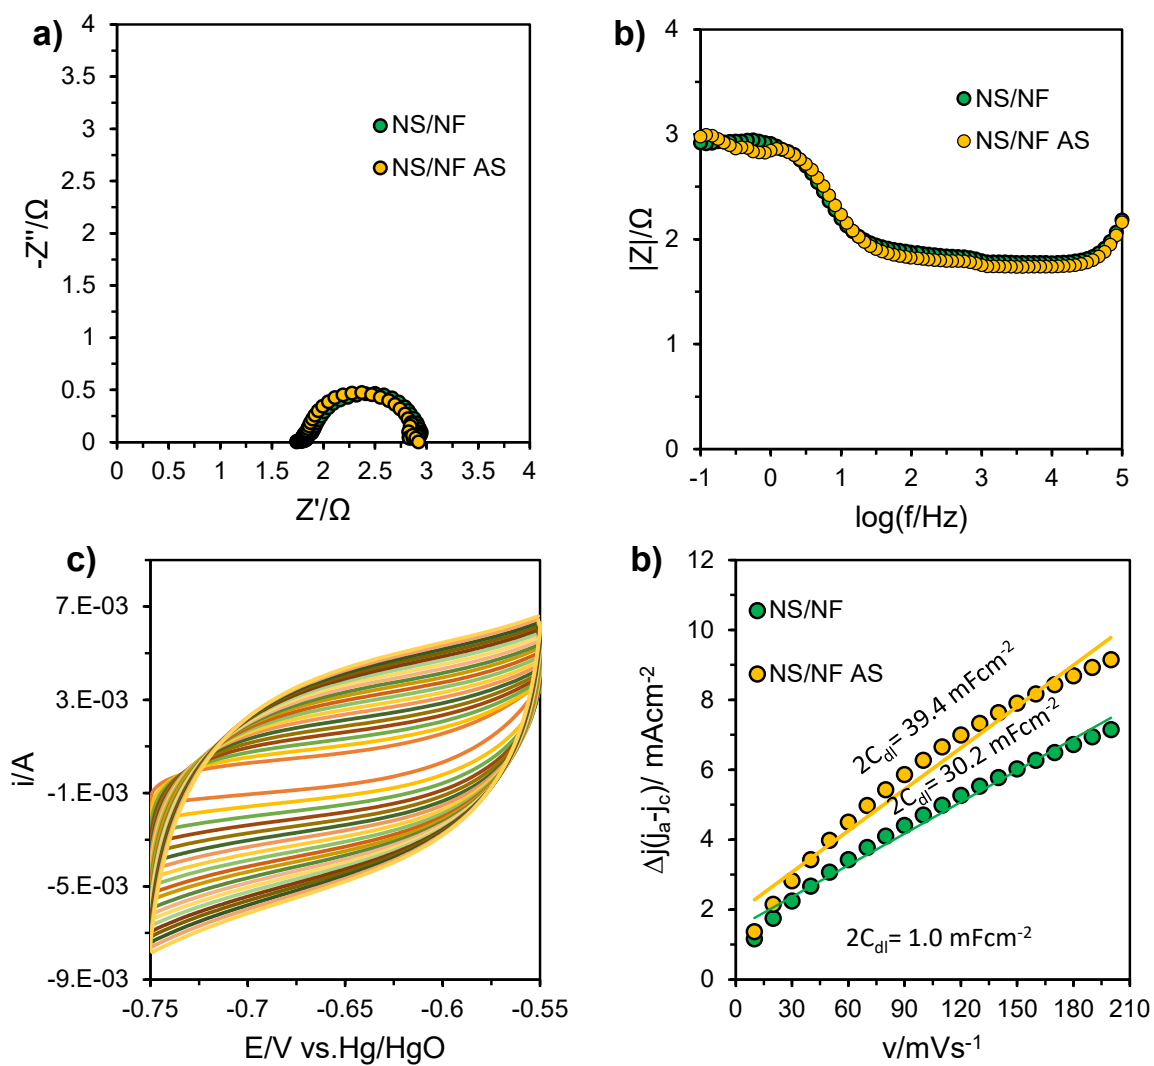 a)
4
3.5
3
2.5
2
1.5
1
0.5
0
0 0.5 1 1.5 2 2.5 3 3.5 4
-Z"/Ω
Z'/Ω
NS/NF
NS/NF AS
b)
4
3
2
1
0
-1 0 1 2 3 4 5
|Z|/Ω
log(f/Hz)
NS/NF
NS/NF AS
c)
7.E-03
3.E-03
-1.E-03
-5.E-03
-9.E-03
-0.75 -0.7 -0.65 -0.6 -0.55
i/A
E/V vs.Hg/HgO
b)
12
10
8
6
4
2
0
0 30 60 90 120 150 180 210
Δj(ja-jc)/ mAcm-2
v/mVs-1
NS/NF
NS/NF AS
2Cdl= 39.4 mFcm-2
2Cdl= 30.2 mFcm-2
2Cdl= 1.0 mFcm-2